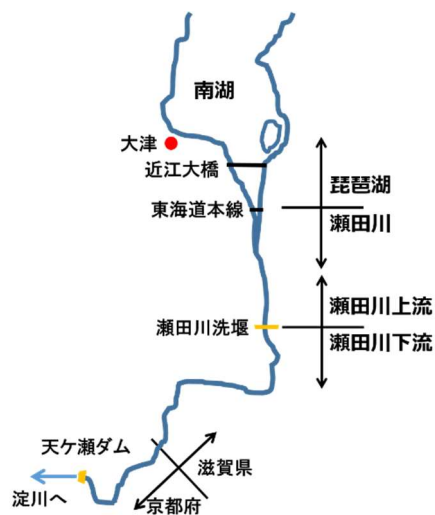 南湖
大津
近江大橋
琵琶湖
東海道本線
瀬田川
瀬田川上流
瀬田川洗堰
瀬田川下流
天ケ瀬ダム
滋賀県
淀川へ
京都府